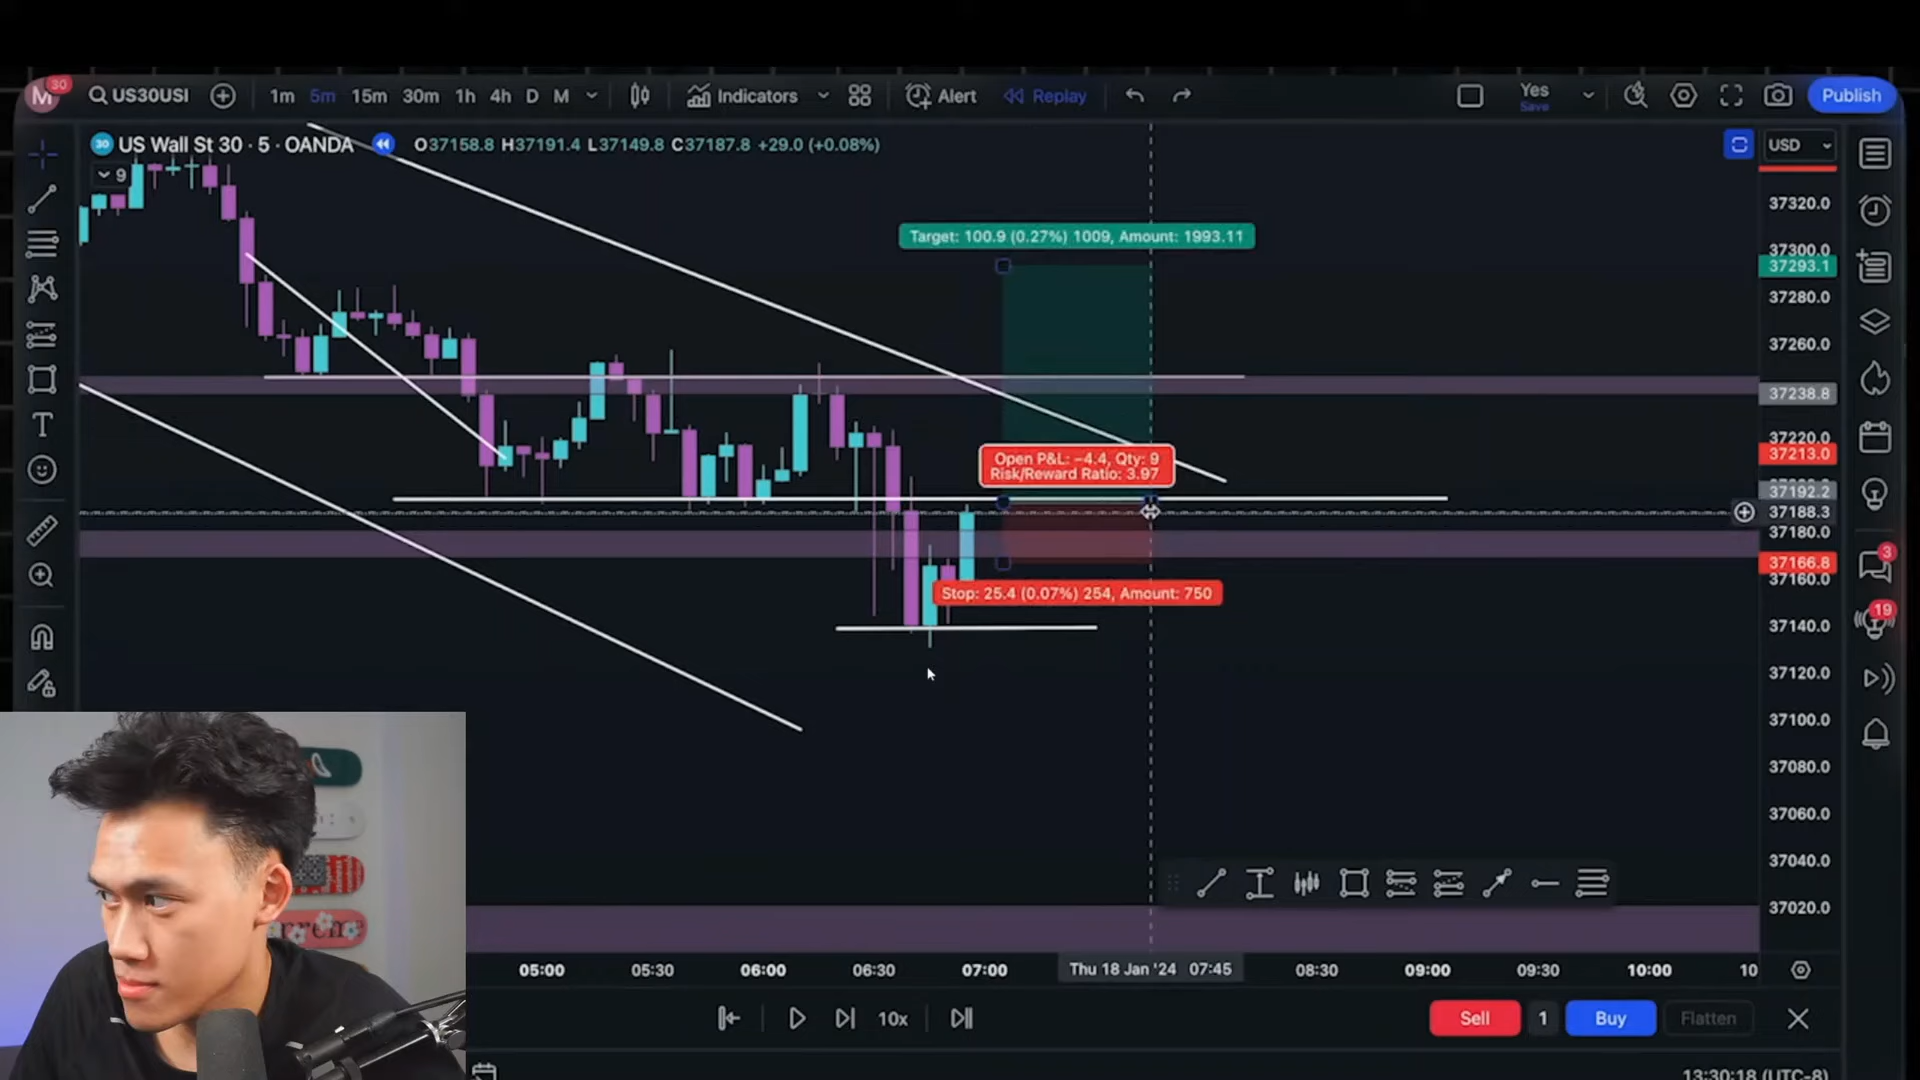 M 30 US30USI 1m 5m 15m 30m 1h 4h D M Indicators Alert Replay Yes Save Publish
30 US Wall St 30 · 5 · OANDA O37158.8 H37191.4 L37149.8 C37187.8 +29.0 (+0.08%) USD
9
37320.0
Target: 100.9 (0.27%) 1009, Amount: 1993.11
37300.0
37293.1
37280.0
37260.0
37238.8
37220.0
Open P&L: −4.4, Qty: 9
37213.0
Risk/Reward Ratio: 3.97
37192.2
37188.3
37180.0
3
37166.8
37160.0
Stop: 25.4 (0.07%) 254, Amount: 750
19
37140.0
37120.0
37100.0
37080.0
37060.0
37040.0
37020.0
05:00 05:30 06:00 06:30 07:00 Thu 18 Jan '24 07:45 08:30 09:00 09:30 10:00 10
10x Sell 1 Buy Flatten
13:30:18 (UTC-8)